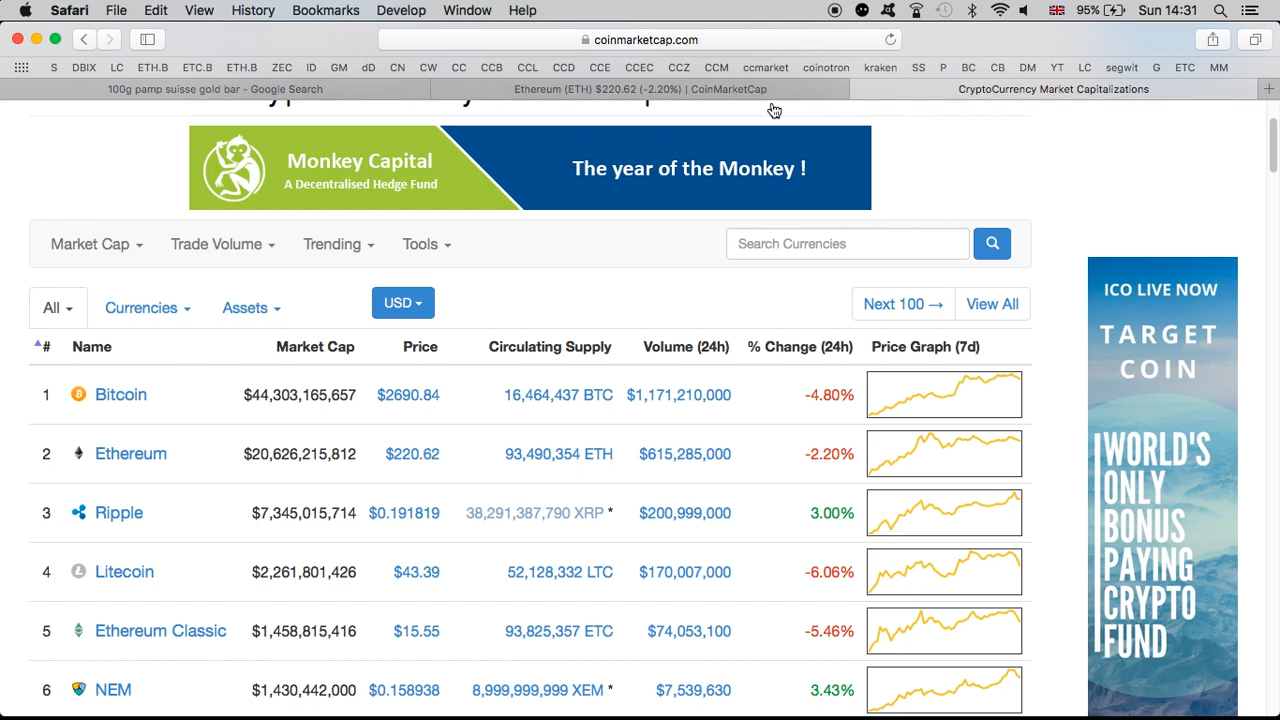 Safari File Edit View History Bookmarks Develop Window Help 95% Sun 14:31
coinmarketcap.com
S DBIX LC ETH.B ETC.B ETH.B ZEC ID GM dD CN CW CC CCB CCL CCD CCE CCEC CCZ CCM ccmarket coinotron kraken SS P BC CB DM YT LC segwit G ETC MM
100g pamp suisse gold bar - Google Search Ethereum (ETH) $220.62 (-2.20%) | CoinMarketCap CryptoCurrency Market Capitalizations
Monkey Capital
A Decentralised Hedge Fund
The year of the Monkey !
Market Cap Trade Volume Trending Tools Search Currencies
All Currencies Assets USD Next 100 → View All
# Name Market Cap Price Circulating Supply Volume (24h) % Change (24h) Price Graph (7d)
1 Bitcoin $44,303,165,657 $2690.84 16,464,437 BTC $1,171,210,000 -4.80%
2 Ethereum $20,626,215,812 $220.62 93,490,354 ETH $615,285,000 -2.20%
3 Ripple $7,345,015,714 $0.191819 38,291,387,790 XRP * $200,999,000 3.00%
4 Litecoin $2,261,801,426 $43.39 52,128,332 LTC $170,007,000 -6.06%
5 Ethereum Classic $1,458,815,416 $15.55 93,825,357 ETC $74,053,100 -5.46%
6 NEM $1,430,442,000 $0.158938 8,999,999,999 XEM * $7,539,630 3.43%
ICO LIVE NOW
TARGET
COIN
WORLD'S
ONLY
BONUS
PAYING
CRYPTO
FUND